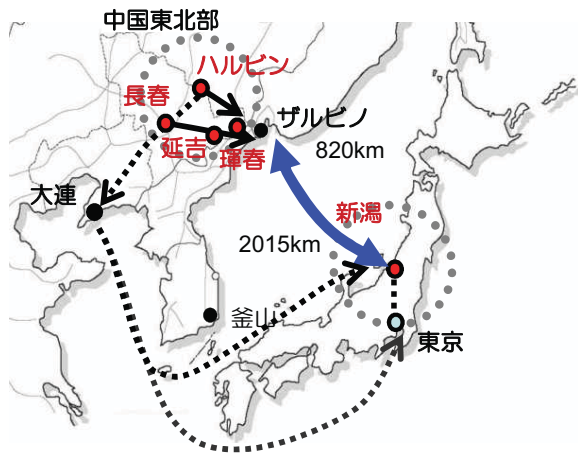 中国東北部
ハルビン
長春
ザルビノ
延吉
琿春
820km
大連
新潟
2015km
釜山
東京